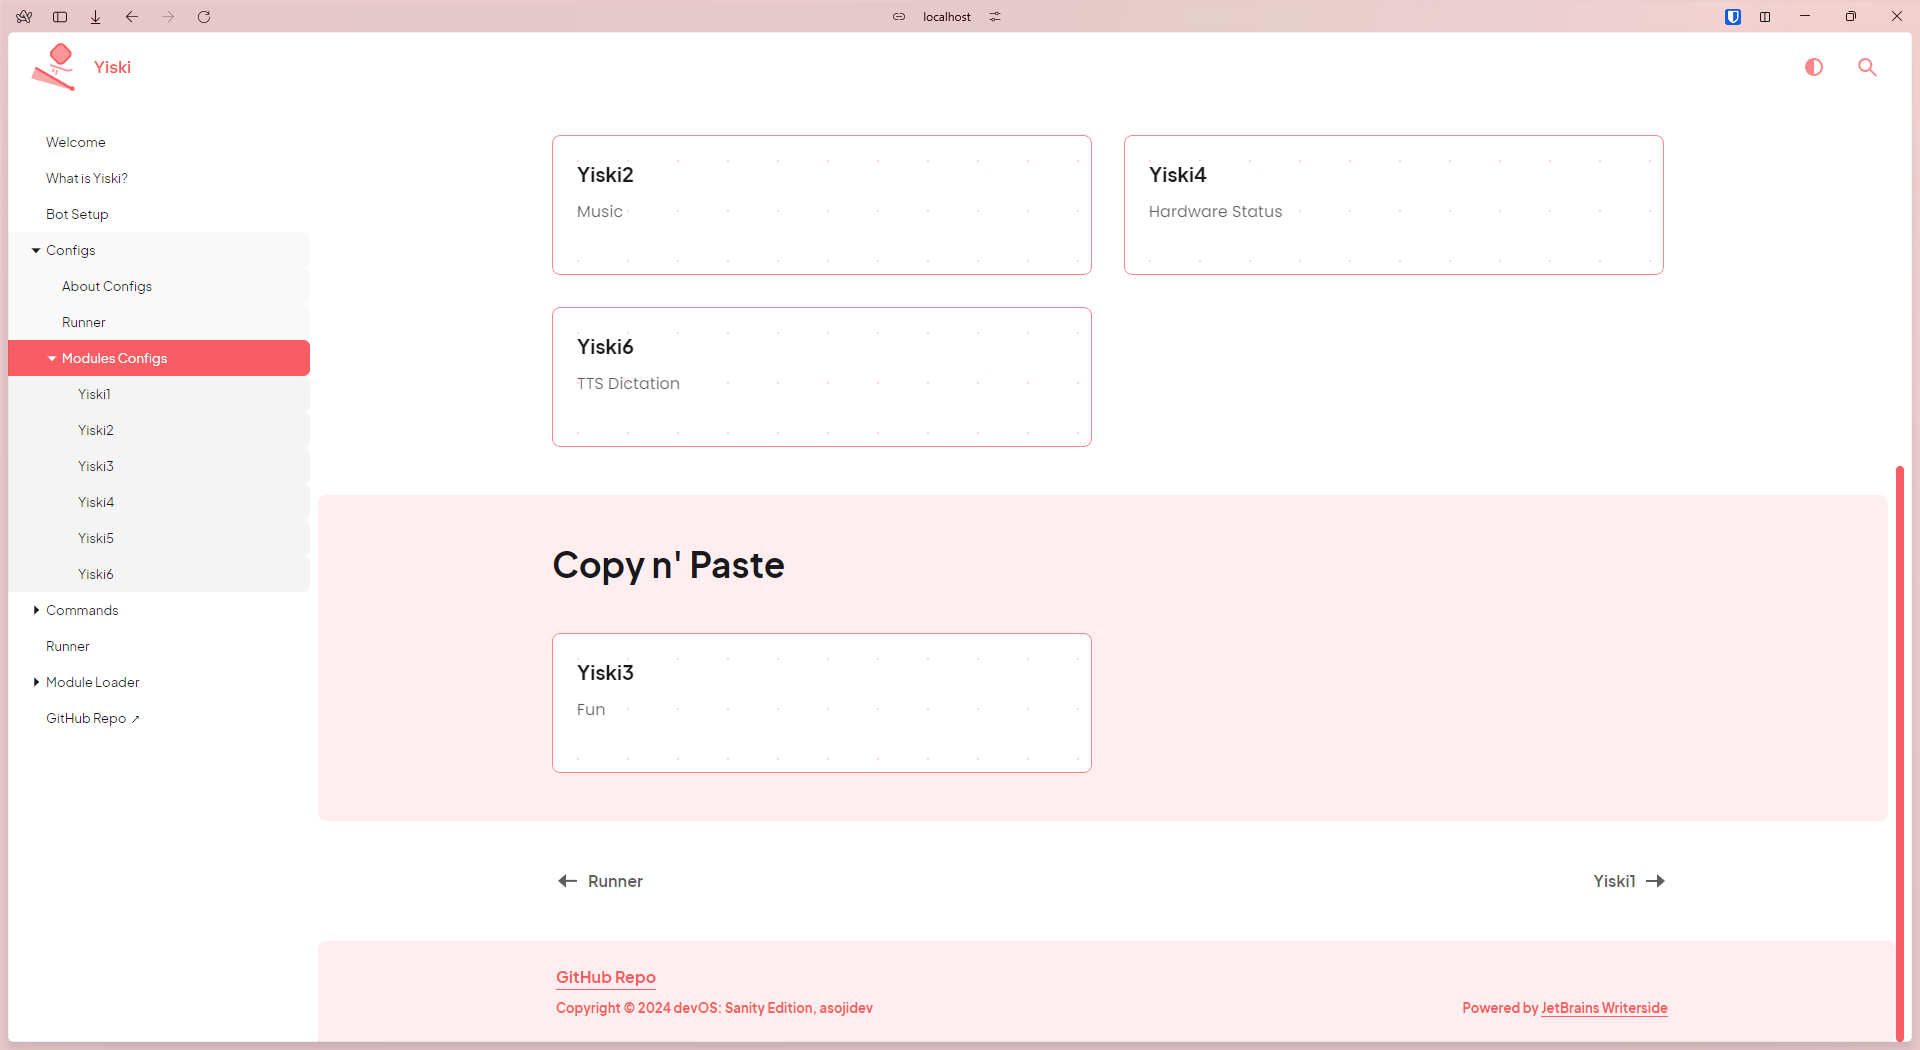 localhost
Yiski
Welcome
What is Yiski?
Bot Setup
Configs
About Configs
Runner
Modules Configs
Yiski1
Yiski2
Yiski3
Yiski4
Yiski5
Yiski6
Commands
Runner
Module Loader
GitHub Repo ↗
Yiski2
Music
Yiski4
Hardware Status
Yiski6
TTS Dictation
Copy n' Paste
Yiski3
Fun
← Runner
Yiski1 →
GitHub Repo
Copyright © 2024 devOS: Sanity Edition, asojidev
Powered by JetBrains Writerside